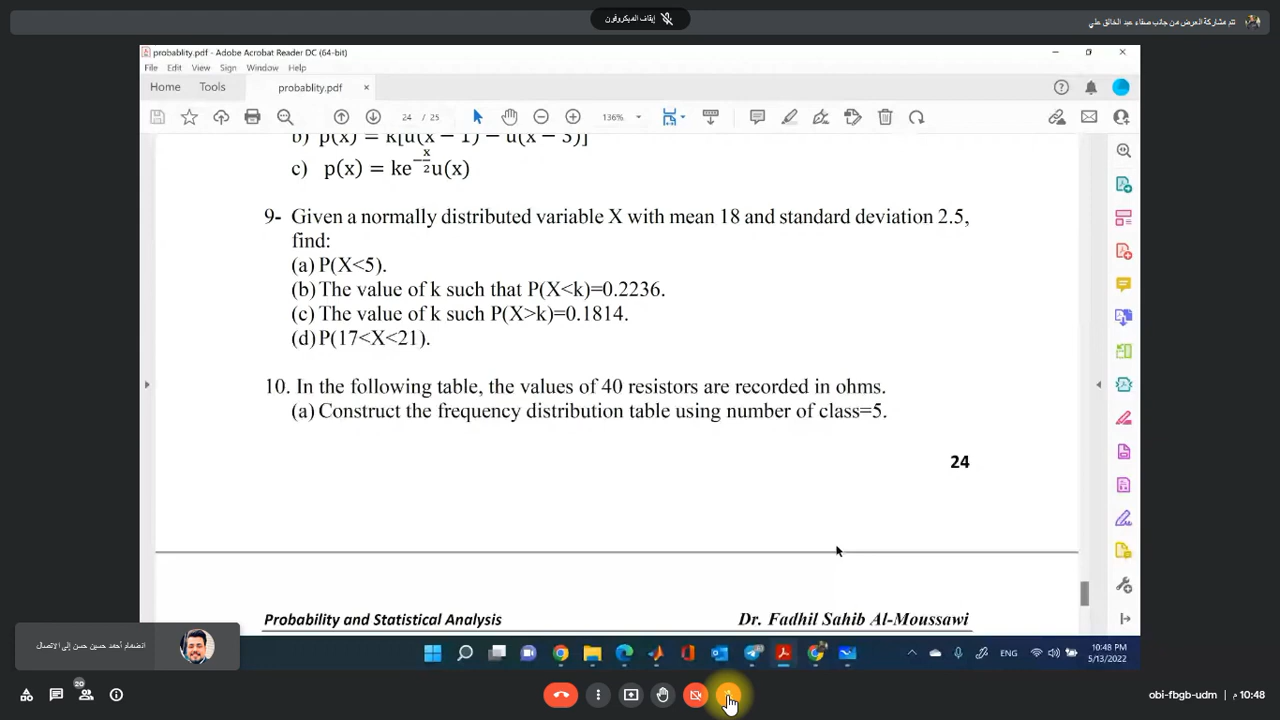 إيقاف الميكروفون
تتم مشاركة العرض من جانب صفاء عبد الخالق علي
probablity.pdf - Adobe Acrobat Reader DC (64-bit)
File Edit View Sign Window Help
Home Tools probablity.pdf ×
24 / 25 136%
b) p(x) = k[u(x − 1) − u(x − 3)]
c) p(x) = ke^{-x/2}u(x)
9- Given a normally distributed variable X with mean 18 and standard deviation 2.5,
find:
(a) P(X<5).
(b) The value of k such that P(X<k)=0.2236.
(c) The value of k such P(X>k)=0.1814.
(d) P(17<X<21).
10. In the following table, the values of 40 resistors are recorded in ohms.
(a) Construct the frequency distribution table using number of class=5.
24
Probability and Statistical Analysis Dr. Fadhil Sahib Al-Moussawi
انضمام أحمد حسين حسن إلى الاتصال
ENG 10:48 PM
5/13/2022
20
obi-fbgb-udm | 10:48 م